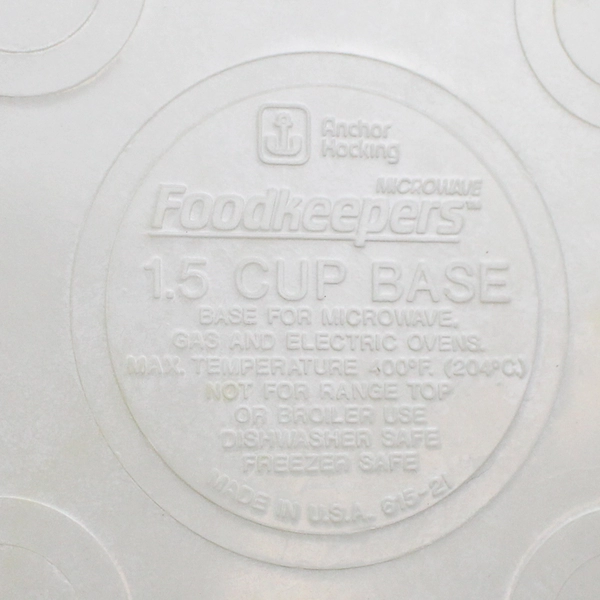 Anchor
Hocking
MICROWAVE
Foodkeepers™
1.5 CUP BASE
BASE FOR MICROWAVE,
GAS AND ELECTRIC OVENS.
MAX. TEMPERATURE 400°F. (204°C.)
NOT FOR RANGE TOP
OR BROILER USE
DISHWASHER SAFE
FREEZER SAFE
MADE IN U.S.A. 615-21